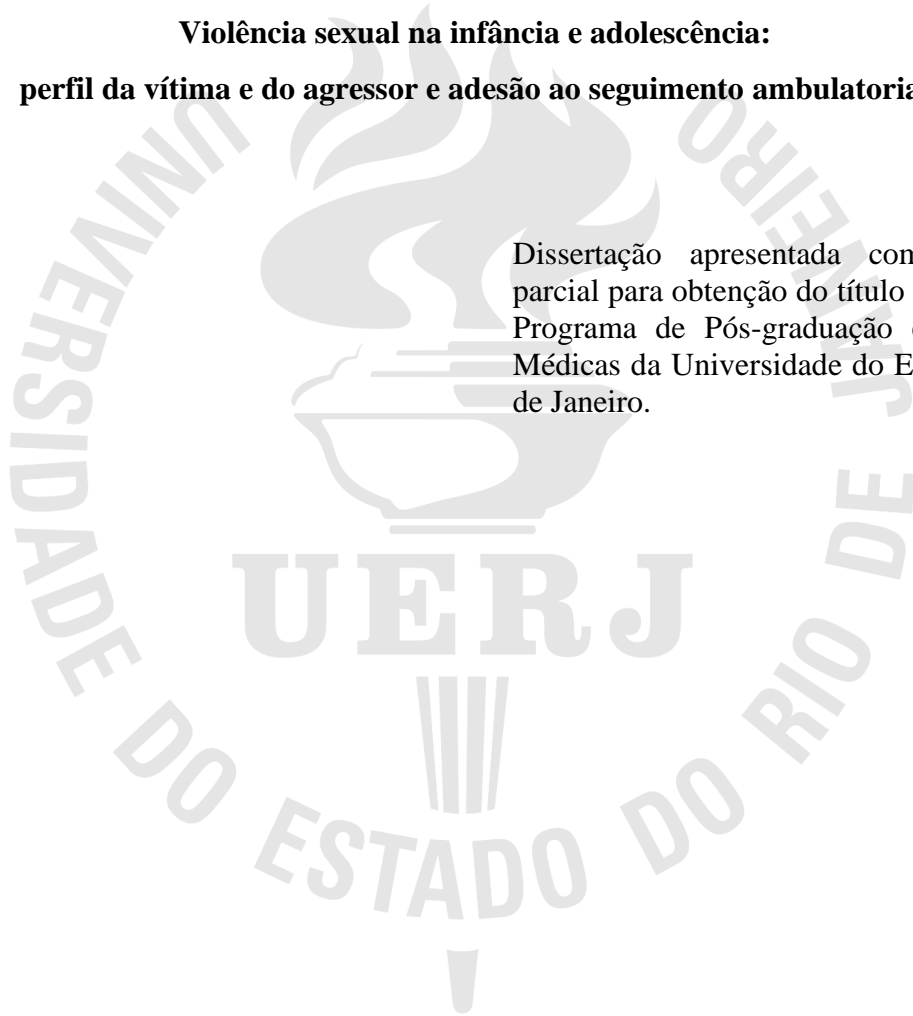 Violência sexual na infância e adolescência:
perfil da vítima e do agressor e adesão ao seguimento ambulatoria
Dissertação apresentada con
parcial para obtenção do título
Programa de Pós-graduação
Médicas da Universidade do E
de Janeiro.
UERJ
UNIVERSIDADE DO ESTADO DO RIO DE JANEIRO